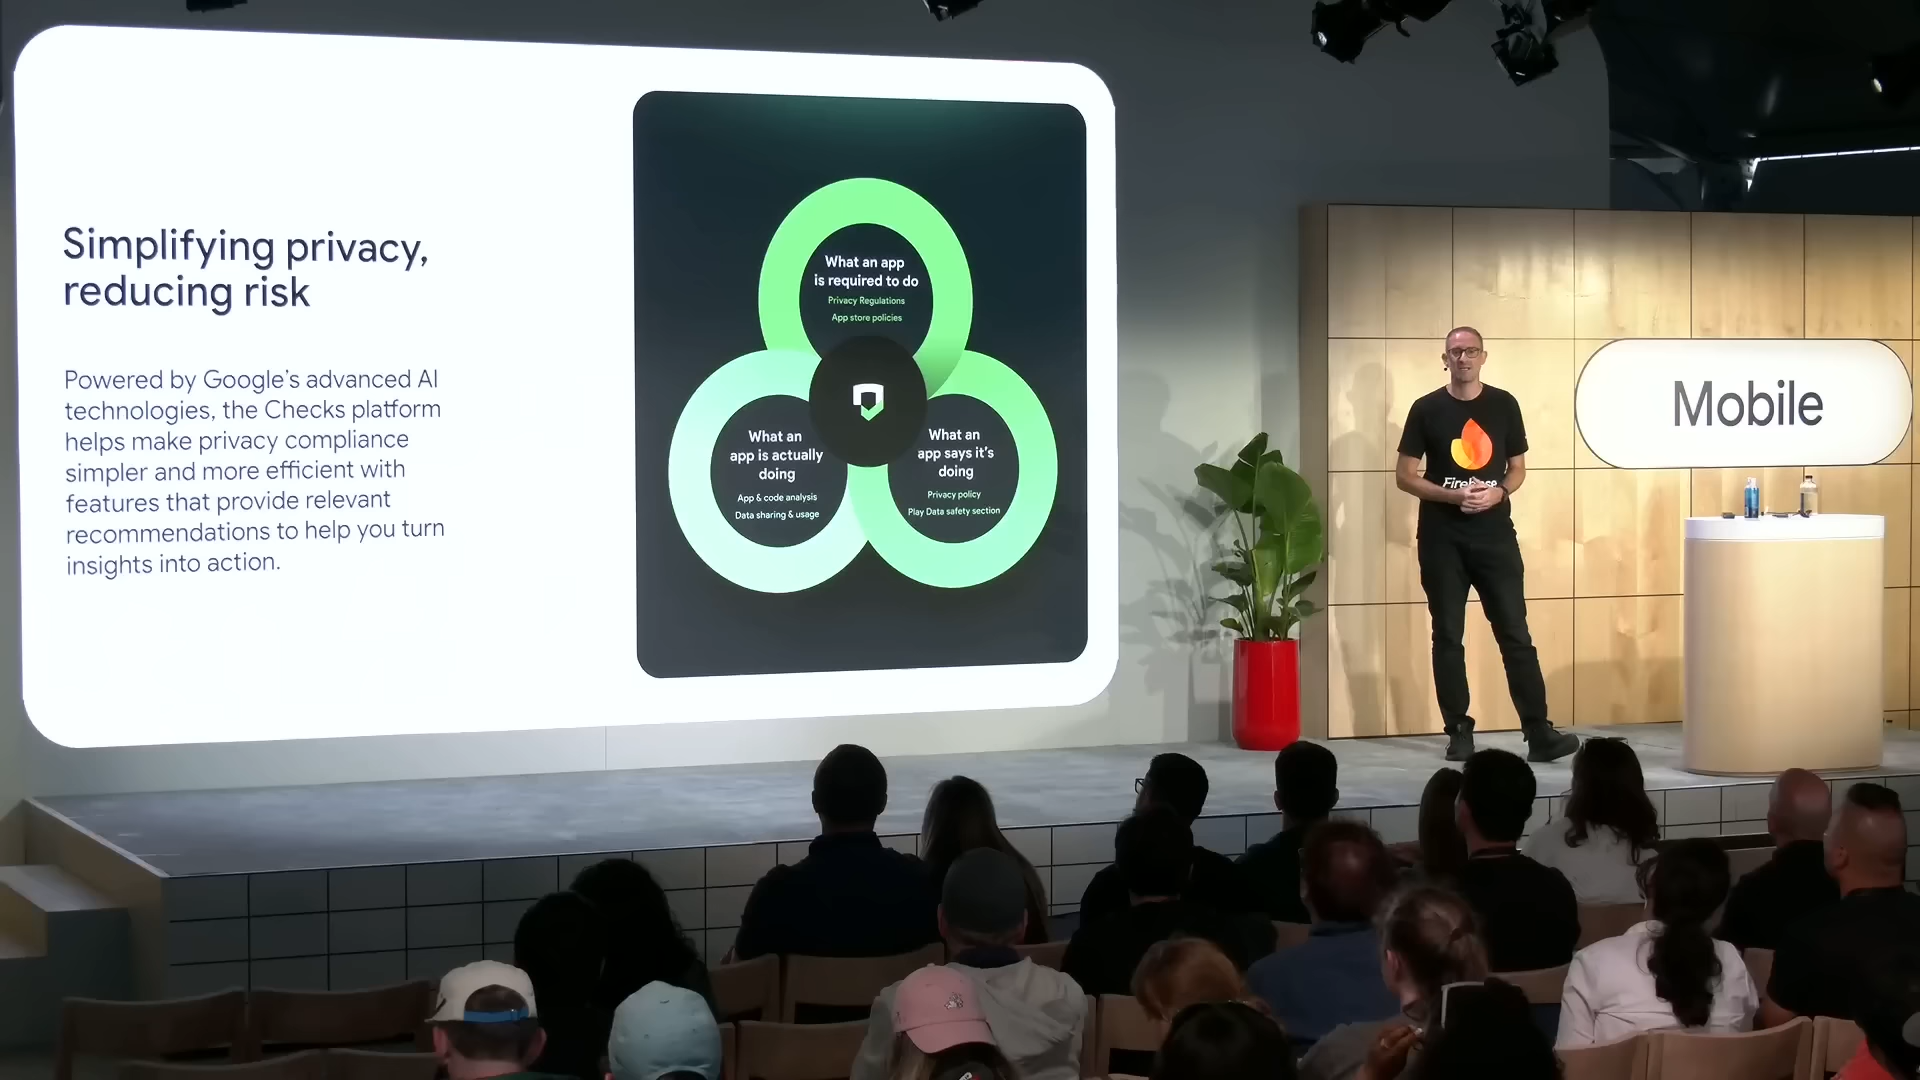 Simplifying privacy,
reducing risk
Powered by Google's advanced AI
technologies, the Checks platform
helps make privacy compliance
simpler and more efficient with
features that provide relevant
recommendations to help you turn
insights into action.
What an app
is required to do
Privacy Regulations
App store policies
What an
app is actually
doing
App & code analysis
Data sharing & usage
What an
app says it's
doing
Privacy policy
Play Data safety section
Firebase
Mobile